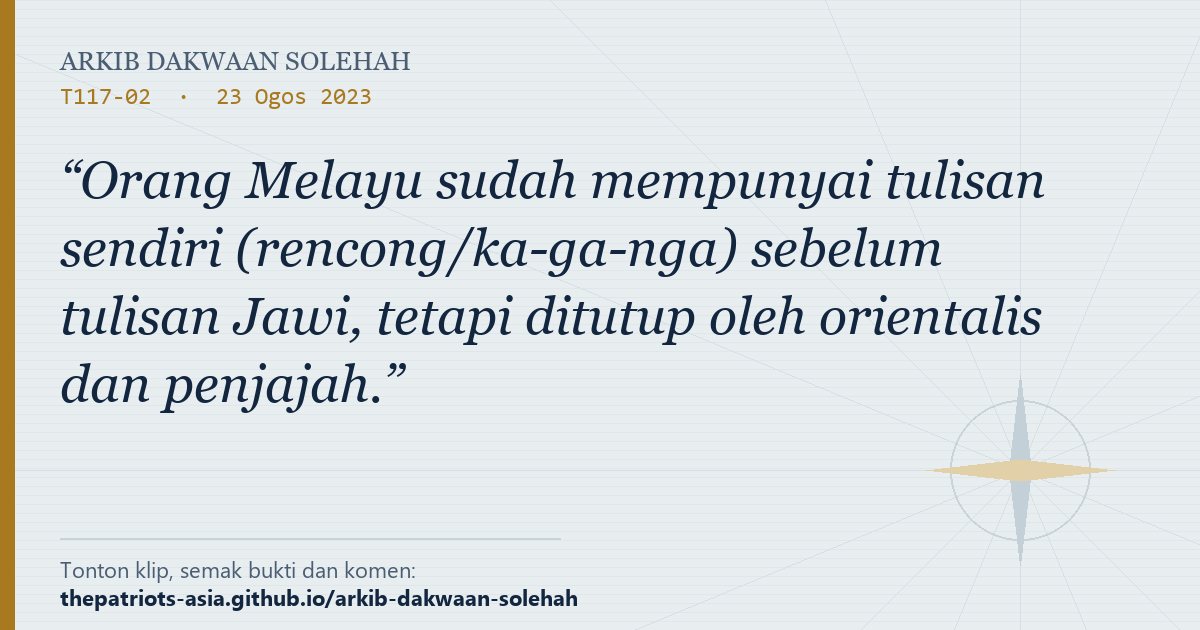 ARKIB DAKWAAN SOLEHAH
T117-02 · 23 Ogos 2023
“Orang Melayu sudah mempunyai tulisan
sendiri (rencong/ka-ga-nga) sebelum
tulisan Jawi, tetapi ditutup oleh orientalis
dan penjajah.”
Tonton klip, semak bukti dan komen:
thepatriots-asia.github.io/arkib-dakwaan-solehah